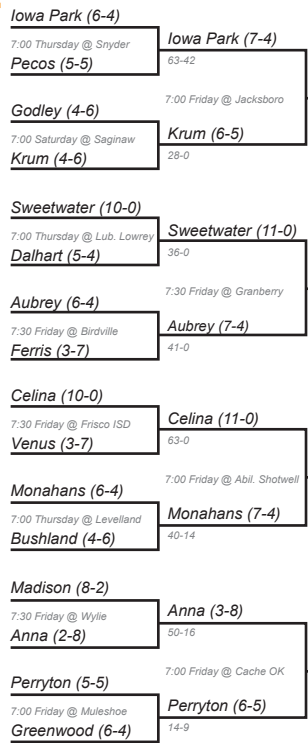 Iowa Park (6-4)
7:00 Thursday @ Snyder
Pecos (5-5)
Iowa Park (7-4)
63-42
7:00 Friday @ Jacksboro
Godley (4-6)
7:00 Saturday @ Saginaw
Krum (4-6)
Krum (6-5)
28-0
Sweetwater (10-0)
7:00 Thursday @ Lub. Lowrey
Dalhart (5-4)
Sweetwater (11-0)
36-0
7:30 Friday @ Granberry
Aubrey (6-4)
7:30 Friday @ Birdville
Ferris (3-7)
Aubrey (7-4)
41-0
Celina (10-0)
7:30 Friday @ Frisco ISD
Venus (3-7)
Celina (11-0)
63-0
7:00 Friday @ Abil. Shotwell
Monahans (6-4)
7:00 Thursday @ Levelland
Bushland (4-6)
Monahans (7-4)
40-14
Madison (8-2)
7:30 Friday @ Wylie
Anna (2-8)
Anna (3-8)
50-16
7:00 Friday @ Cache OK
Perryton (5-5)
7:00 Friday @ Muleshoe
Greenwood (6-4)
Perryton (6-5)
14-9